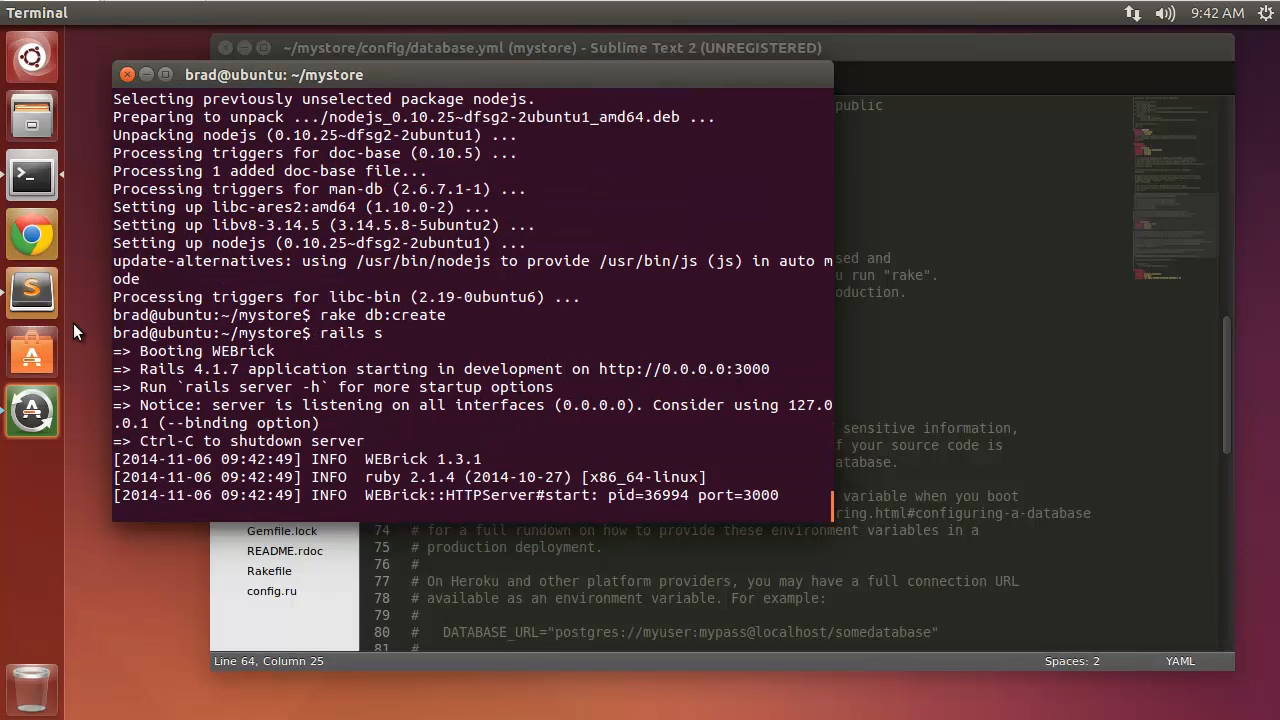 Terminal
9:42 AM
~/mystore/config/database.yml (mystore) - Sublime Text 2 (UNREGISTERED)
brad@ubuntu: ~/mystore
Selecting previously unselected package nodejs.
Preparing to unpack .../nodejs_0.10.25~dfsg2-2ubuntu1_amd64.deb ...
Unpacking nodejs (0.10.25~dfsg2-2ubuntu1) ...
Processing triggers for doc-base (0.10.5) ...
Processing 1 added doc-base file...
Processing triggers for man-db (2.6.7.1-1) ...
Setting up libc-ares2:amd64 (1.10.0-2) ...
Setting up libv8-3.14.5 (3.14.5.8-5ubuntu2) ...
Setting up nodejs (0.10.25~dfsg2-2ubuntu1) ...
update-alternatives: using /usr/bin/nodejs to provide /usr/bin/js (js) in auto m
ode
Processing triggers for libc-bin (2.19-0ubuntu6) ...
brad@ubuntu:~/mystore$ rake db:create
brad@ubuntu:~/mystore$ rails s
=> Booting WEBrick
=> Rails 4.1.7 application starting in development on http://0.0.0.0:3000
=> Run `rails server -h` for more startup options
=> Notice: server is listening on all interfaces (0.0.0.0). Consider using 127.0
.0.1 (--binding option)
=> Ctrl-C to shutdown server
[2014-11-06 09:42:49] INFO  WEBrick 1.3.1
[2014-11-06 09:42:49] INFO  ruby 2.1.4 (2014-10-27) [x86_64-linux]
[2014-11-06 09:42:49] INFO  WEBrick::HTTPServer#start: pid=36994 port=3000
public
sed and
u run "rake".
oduction.
sensitive information,
f your source code is
atabase.
variable when you boot
ring.html#configuring-a-database
Gemfile.lock
README.rdoc
Rakefile
config.ru
74 # for a full rundown on how to provide these environment variables in a
75 # production deployment.
76 #
77 # On Heroku and other platform providers, you may have a full connection URL
78 # available as an environment variable. For example:
79 #
80 #   DATABASE_URL="postgres://myuser:mypass@localhost/somedatabase"
81 #
Line 64, Column 25
Spaces: 2
YAML